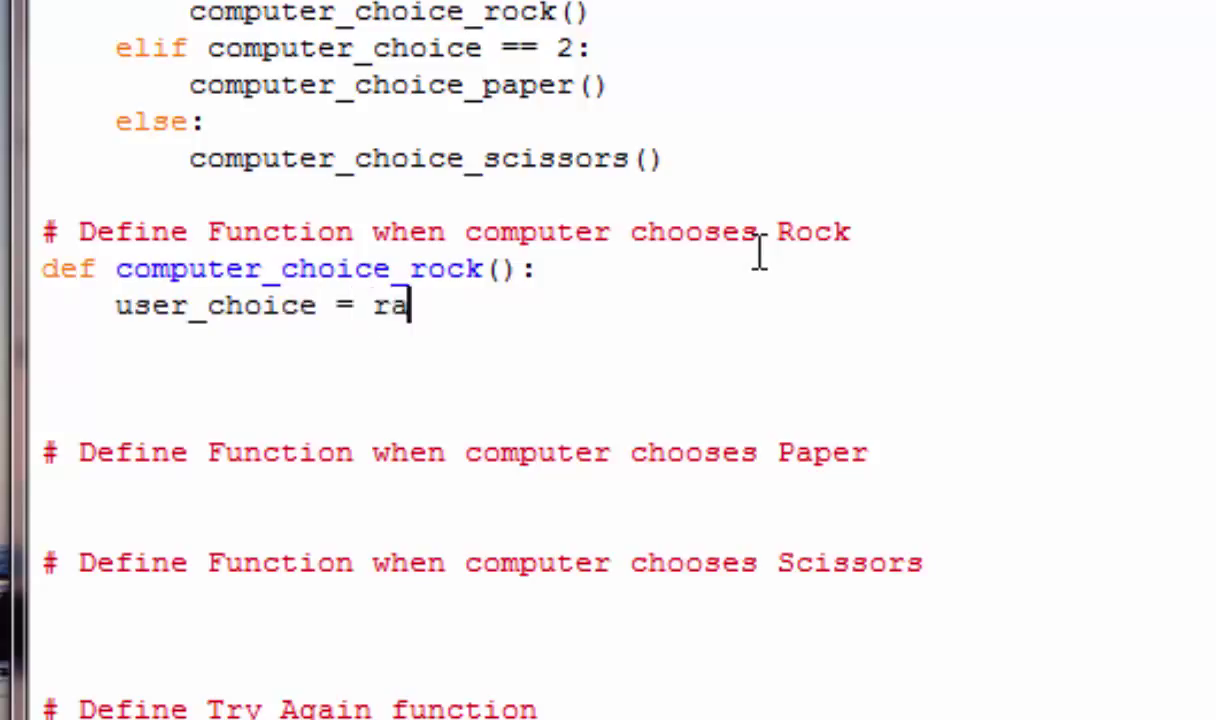 computer_choice_rock()
elif computer_choice == 2:
computer_choice_paper()
else:
computer_choice_scissors()
# Define Function when computer chooses Rock
def computer_choice_rock():
user_choice = ra
# Define Function when computer chooses Paper
# Define Function when computer chooses Scissors
# Define Try Again function